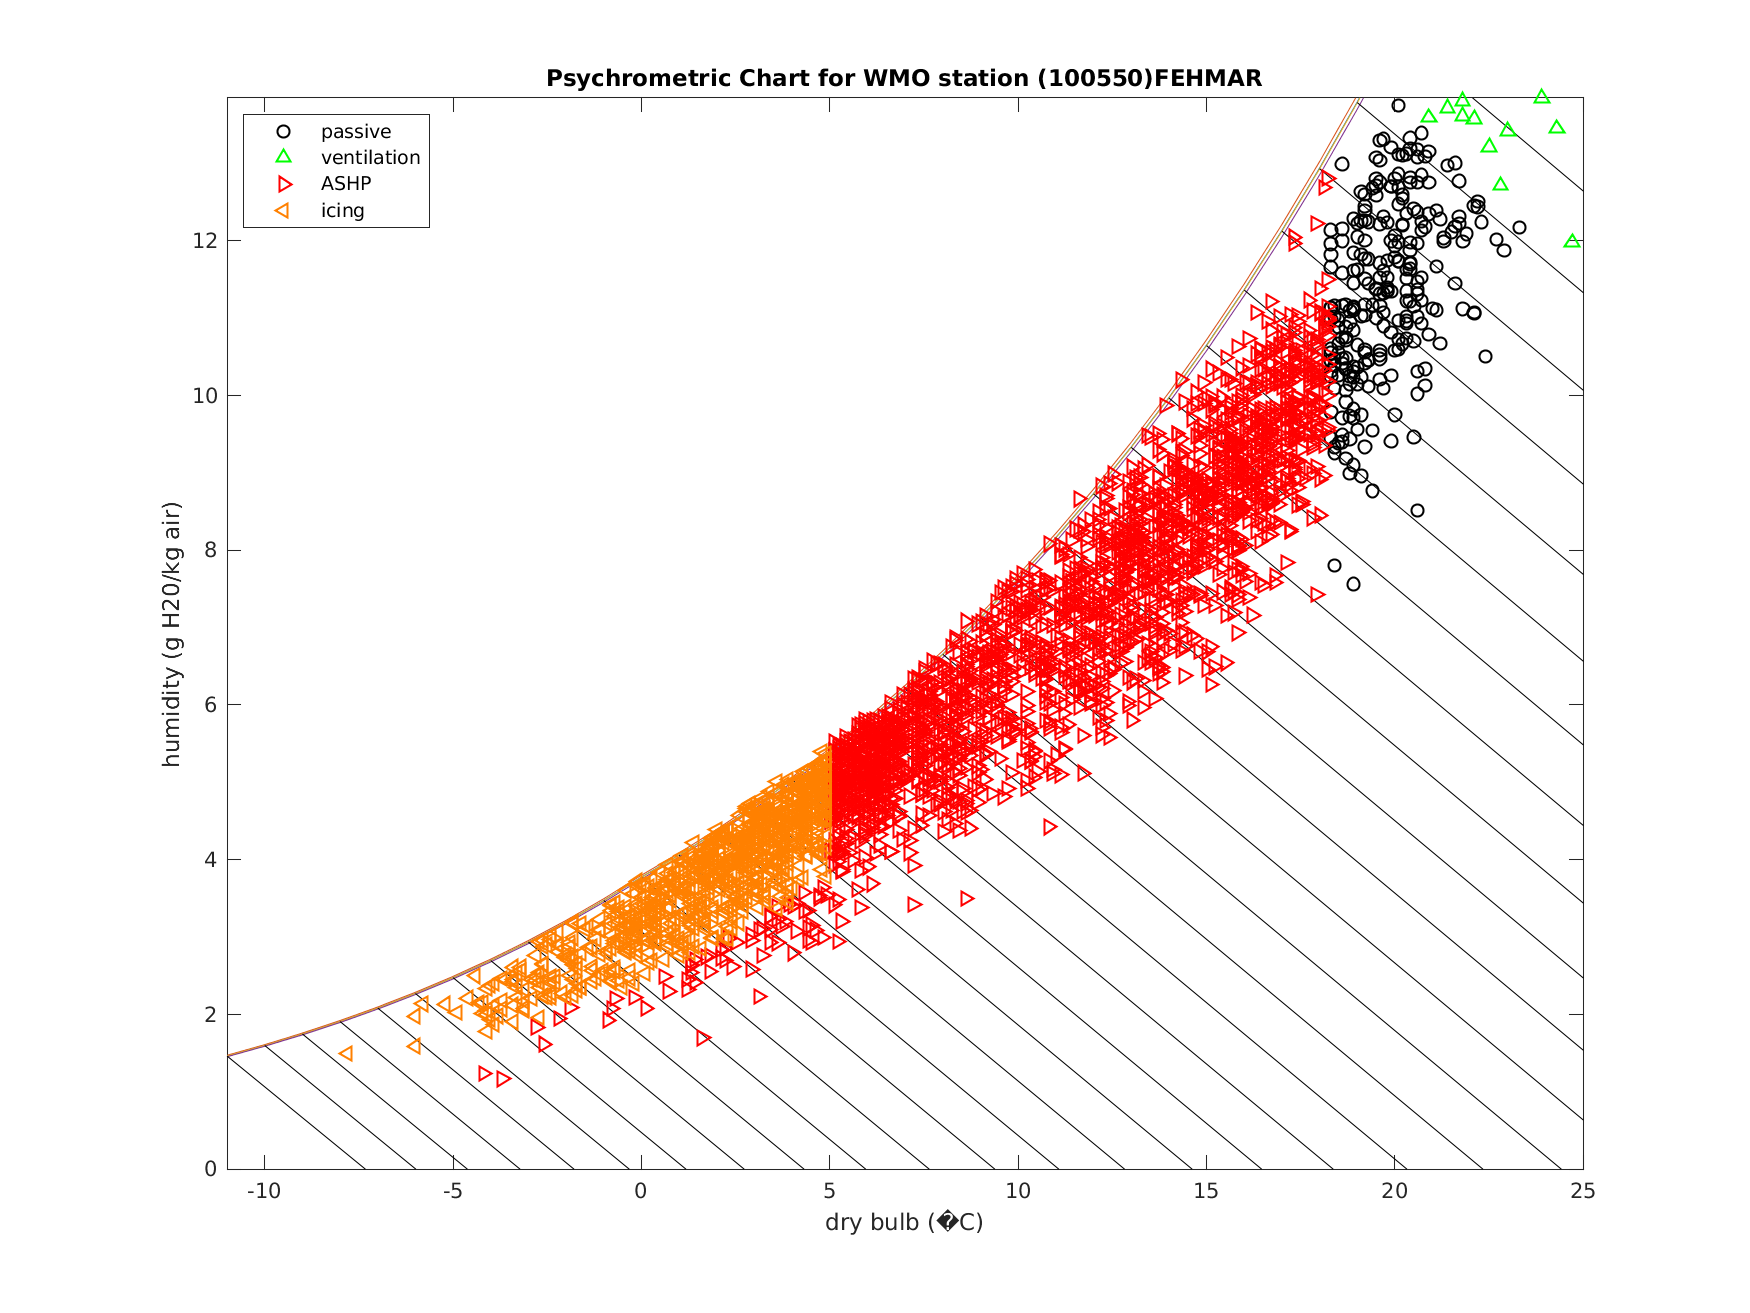 Psychrometric Chart for WMO station (100550)FEHMAR
passive
ventilation
ASHP
icing
humidity (g H20/kg air)
12
10
8
6
4
2
0
-10
-5
0
5
10
15
20
25
dry bulb (�C)